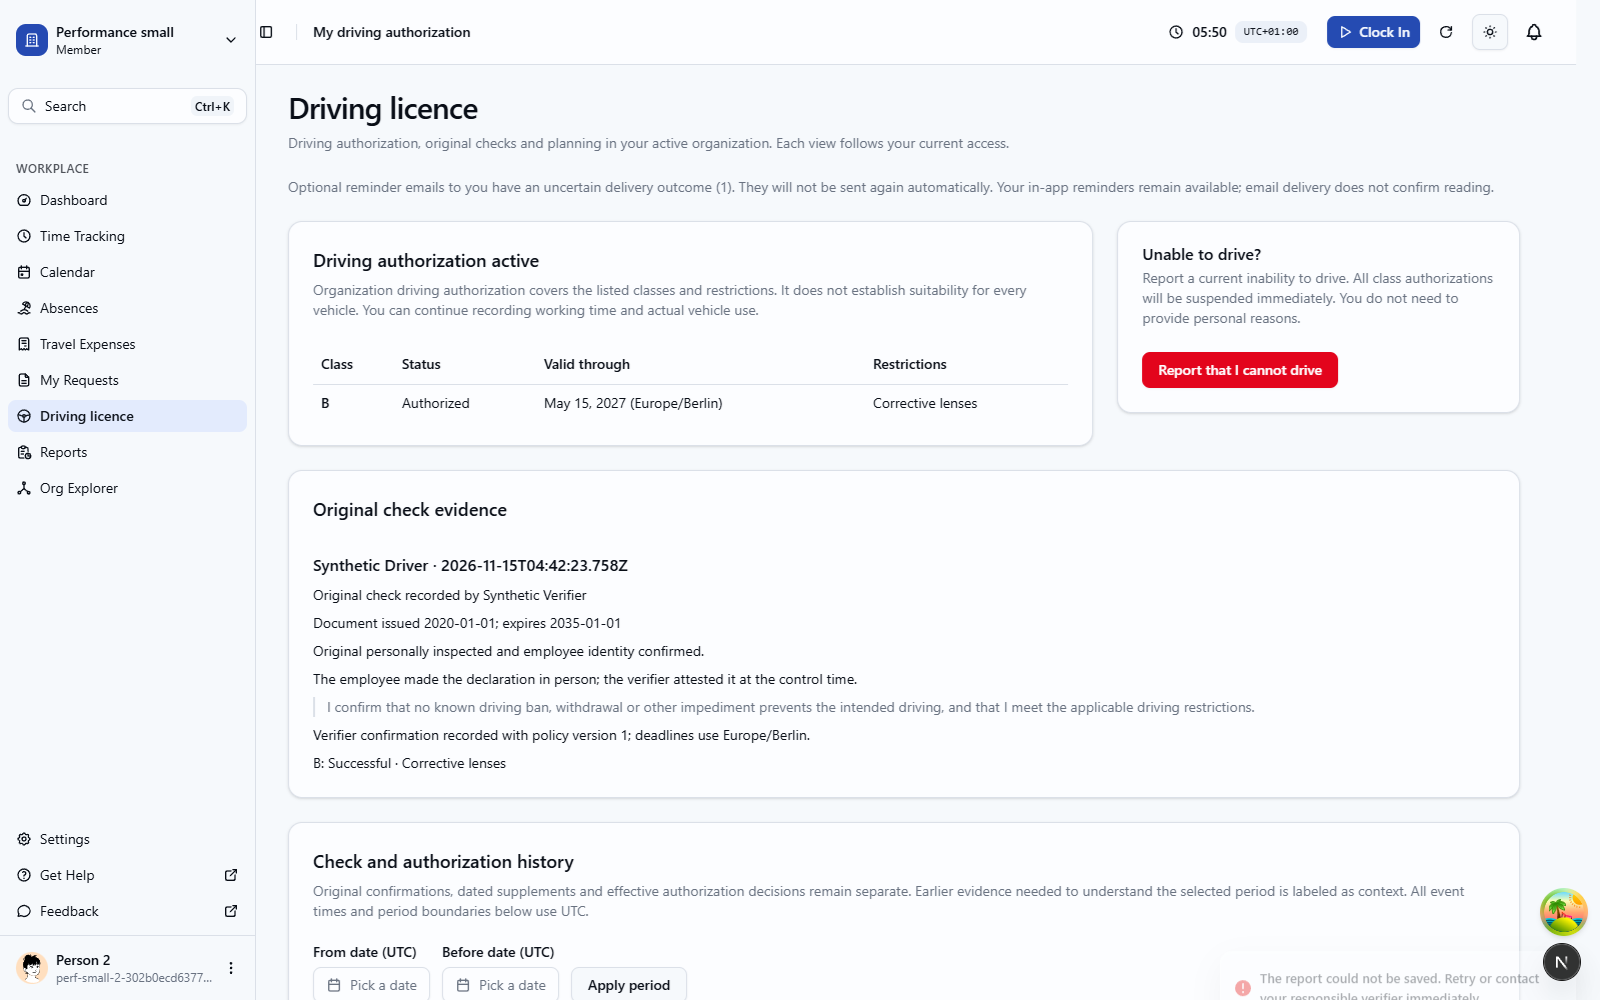 Performance small
Member
Search
Ctrl+K
WORKPLACE
Dashboard
Time Tracking
Calendar
Absences
Travel Expenses
My Requests
Driving licence
Reports
Org Explorer
Settings
Get Help
Feedback
Person 2
perf-small-2-302b0ecd6377...
My driving authorization
05:50
UTC+01:00
Clock In
Driving licence
Driving authorization, original checks and planning in your active organization. Each view follows your current access.
Optional reminder emails to you have an uncertain delivery outcome (1). They will not be sent again automatically. Your in-app reminders remain available; email delivery does not confirm reading.
Driving authorization active
Organization driving authorization covers the listed classes and restrictions. It does not establish suitability for every
vehicle. You can continue recording working time and actual vehicle use.
Class Status Valid through Restrictions
B Authorized May 15, 2027 (Europe/Berlin) Corrective lenses
Unable to drive?
Report a current inability to drive. All class authorizations
will be suspended immediately. You do not need to
provide personal reasons.
Report that I cannot drive
Original check evidence
Synthetic Driver · 2026-11-15T04:42:23.758Z
Original check recorded by Synthetic Verifier
Document issued 2020-01-01; expires 2035-01-01
Original personally inspected and employee identity confirmed.
The employee made the declaration in person; the verifier attested it at the control time.
I confirm that no known driving ban, withdrawal or other impediment prevents the intended driving, and that I meet the applicable driving restrictions.
Verifier confirmation recorded with policy version 1; deadlines use Europe/Berlin.
B: Successful · Corrective lenses
Check and authorization history
Original confirmations, dated supplements and effective authorization decisions remain separate. Earlier evidence needed to understand the selected period is labeled as context. All event
times and period boundaries below use UTC.
From date (UTC) Before date (UTC)
Pick a date Pick a date Apply period
The report could not be saved. Retry or contact
your responsible verifier immediately.
N